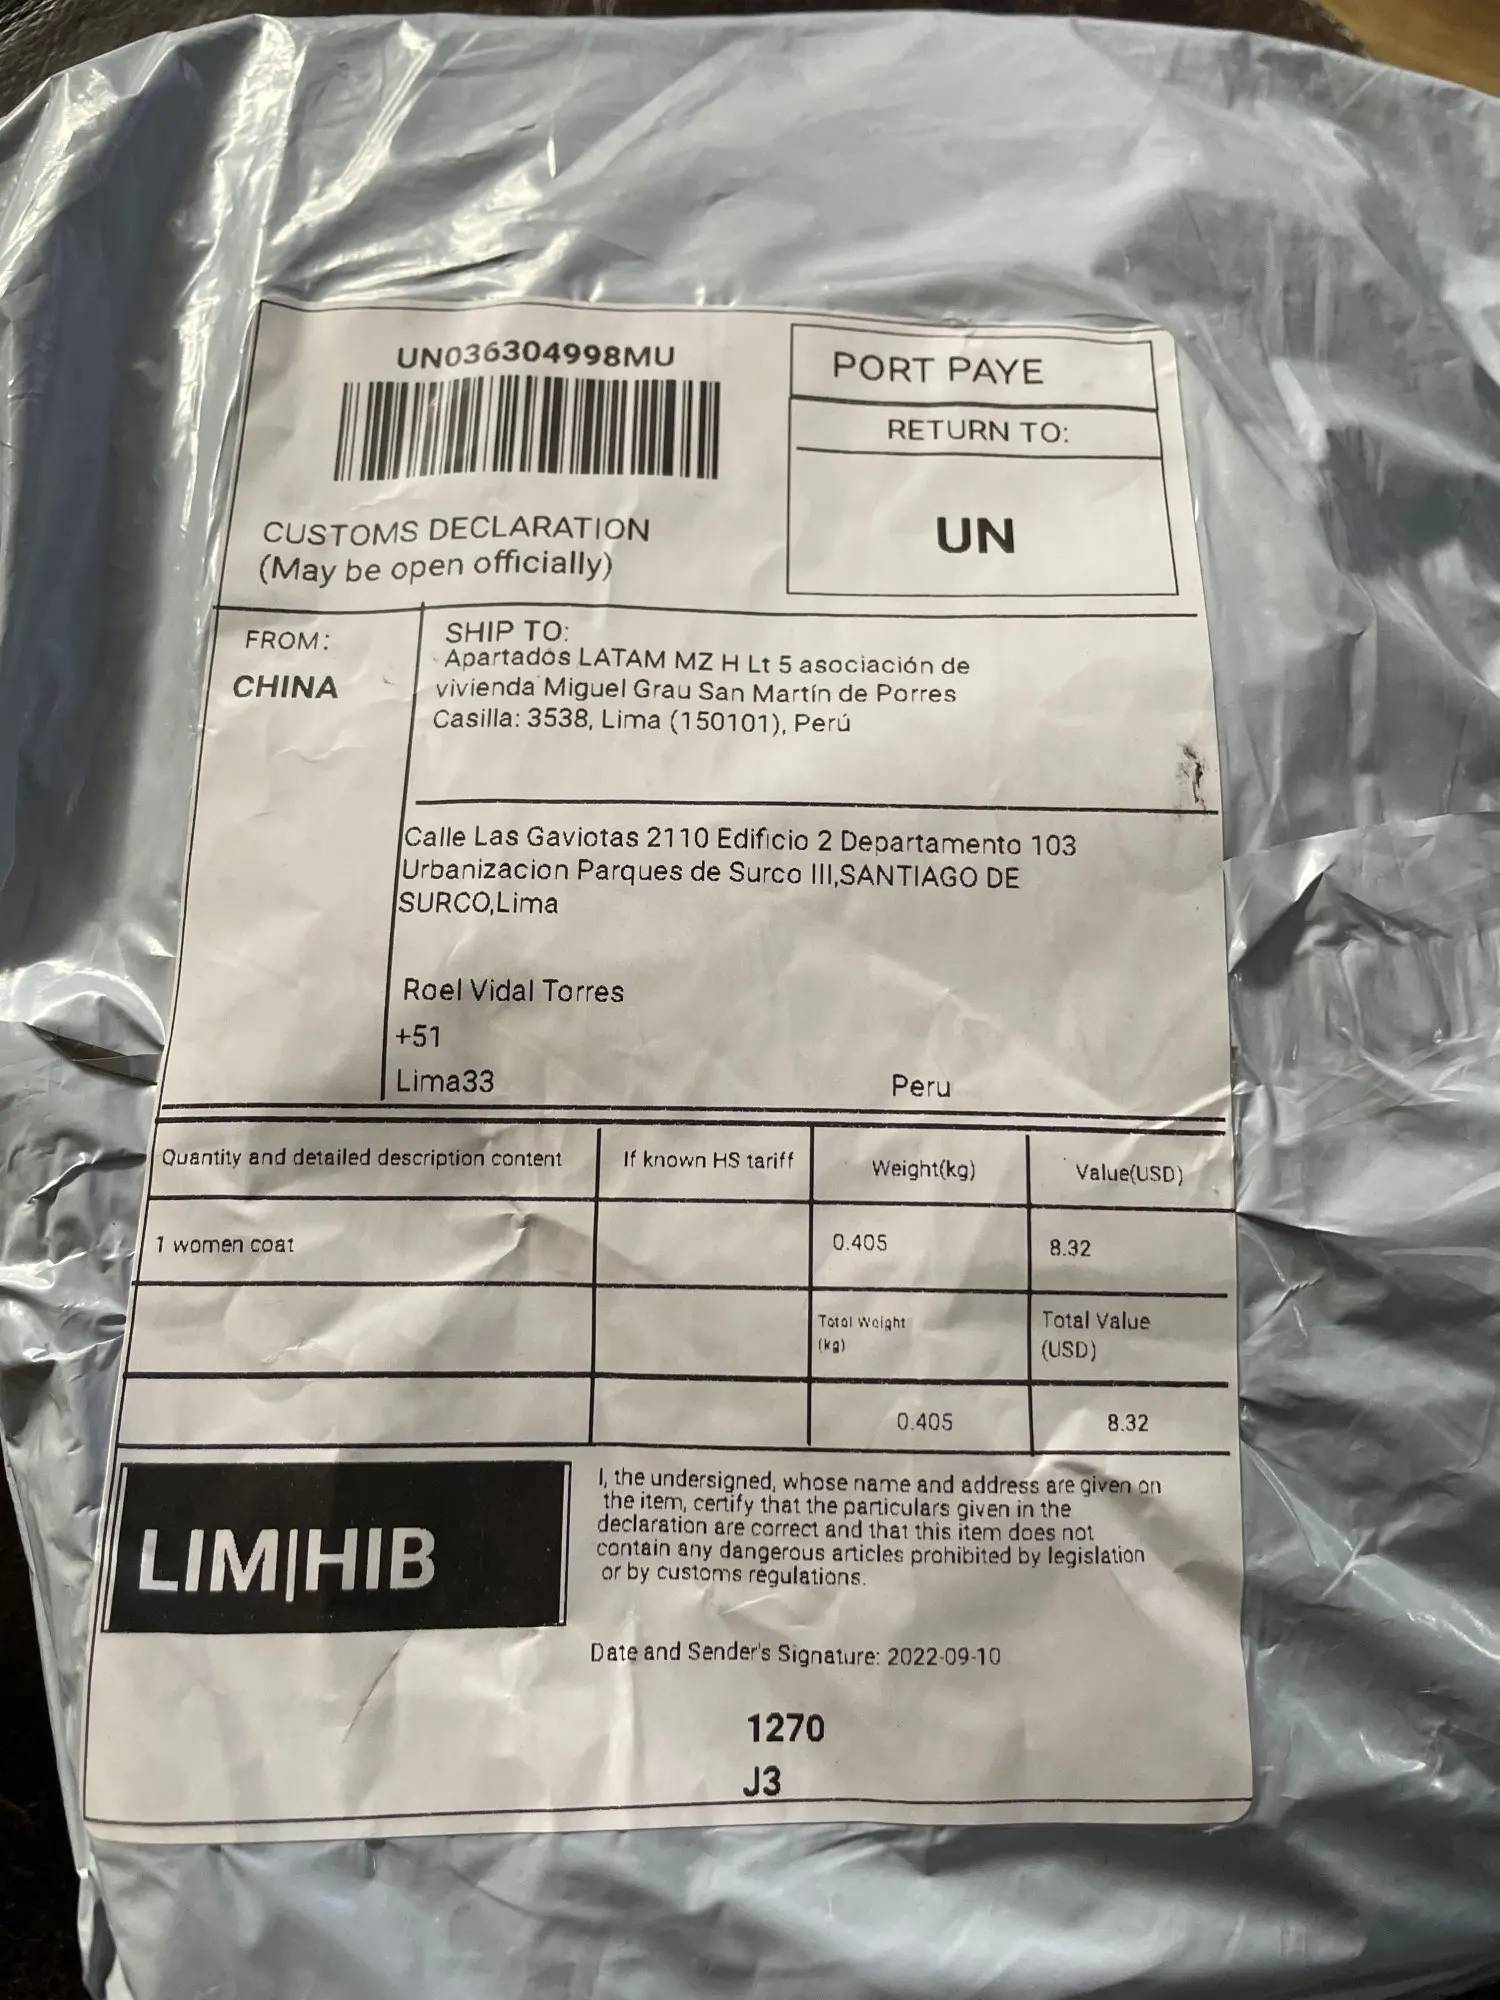 UN036304998MU
PORT PAYE
RETURN TO:
UN
CUSTOMS DECLARATION
(May be open officially)
FROM:
CHINA
SHIP TO:
Apartados LATAM MZ H Lt 5 asociación de
vivienda Miguel Grau San Martín de Porres
Casilla: 3538, Lima (150101), Perú
Calle Las Gaviotas 2110 Edificio 2 Departamento 103
Urbanizacion Parques de Surco III,SANTIAGO DE
SURCO,Lima
Roel Vidal Torres
+51
Lima33 Peru
Quantity and detailed description content If known HS tariff Weight(kg) Value(USD)
1 women coat 0.405 8.32
Total Weight Total Value
(kg) (USD)
0.405 8.32
LIM|HIB
I, the undersigned, whose name and address are given on
the item, certify that the particulars given in the
declaration are correct and that this item does not
contain any dangerous articles prohibited by legislation
or by customs regulations.
Date and Sender's Signature: 2022-09-10
1270
J3